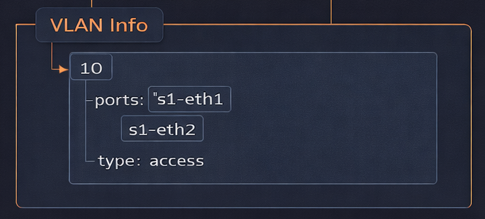 VLAN Info
10
ports: "s1-eth1
s1-eth2
type: access